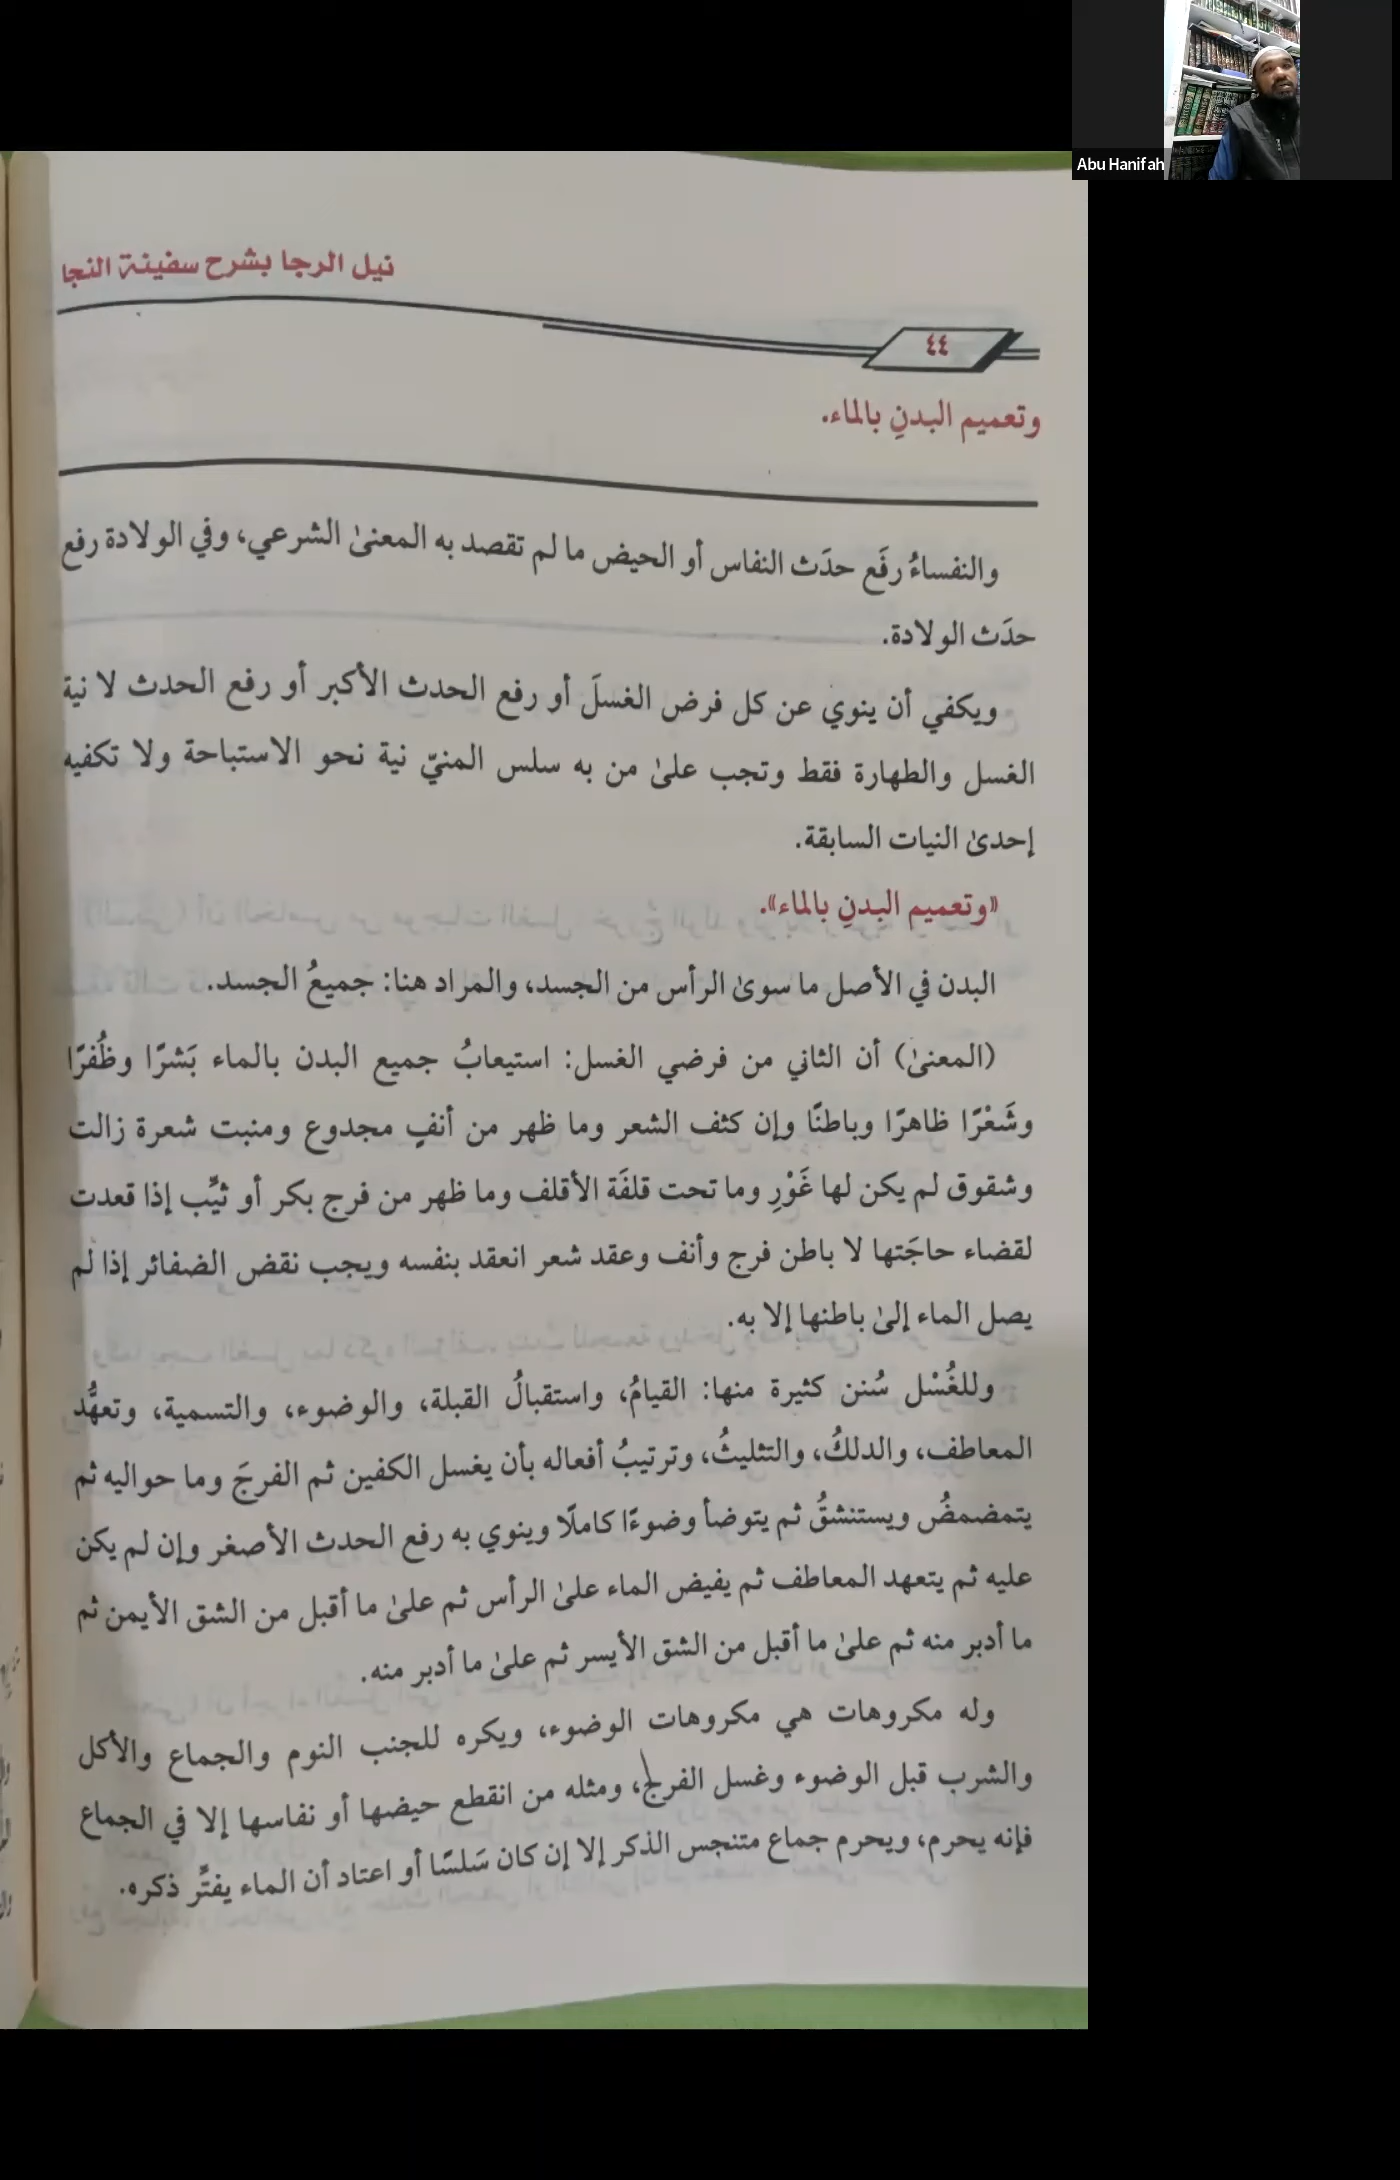 Abu Hanifah
نيل الرجا بشرح سفينة النجا
٤٤
وتعميم البدنِ بالماء.
والنفساءُ رفَع حدَث النفاس أو الحيض ما لم تقصد به المعنىٰ الشرعي، وفي الولادة رفع
حدَث الولادة.
ويكفي أن ينوي عن كل فرض الغسلَ أو رفع الحدث الأكبر أو رفع الحدث لا نية
الغسل والطهارة فقط وتجب علىٰ من به سلس المنيّ نية نحو الاستباحة ولا تكفيه
إحدىٰ النيات السابقة.
«وتعميم البدنِ بالماء».
البدن في الأصل ما سوىٰ الرأس من الجسد، والمراد هنا: جميعُ الجسد.
(المعنىٰ) أن الثاني من فرضي الغسل: استيعابُ جميع البدن بالماء بَشرًا وظُفرًا
وشَعْرًا ظاهرًا وباطنًا وإن كثف الشعر وما ظهر من أنفٍ مجدوع ومنبت شعرة زالت
وشقوق لم يكن لها غَوْرِ وما تحت قلفَة الأقلف وما ظهر من فرج بكر أو ثيِّب إذا قعدت
لقضاء حاجَتها لا باطن فرج وأنف وعقد شعر انعقد بنفسه ويجب نقض الضفائر إذا لم
يصل الماء إلىٰ باطنها إلا به.
وللغُسْل سُنن كثيرة منها: القيامُ، واستقبالُ القبلة، والوضوء، والتسمية، وتعهُّد
المعاطف، والدلكُ، والتثليثُ، وترتيبُ أفعاله بأن يغسل الكفين ثم الفرجَ وما حواليه ثم
يتمضمضُ ويستنشقُ ثم يتوضأ وضوءًا كاملًا وينوي به رفع الحدث الأصغر وإن لم يكن
عليه ثم يتعهد المعاطف ثم يفيض الماء علىٰ الرأس ثم علىٰ ما أقبل من الشق الأيمن ثم
ما أدبر منه ثم علىٰ ما أقبل من الشق الأيسر ثم علىٰ ما أدبر منه.
وله مكروهات هي مكروهات الوضوء، ويكره للجنب النوم والجماع والأكل
والشرب قبل الوضوء وغسل الفرج، ومثله من انقطع حيضها أو نفاسها إلا في الجماع
فإنه يحرم، ويحرم جماع متنجس الذكر إلا إن كان سَلسًا أو اعتاد أن الماء يفتِّر ذكره.